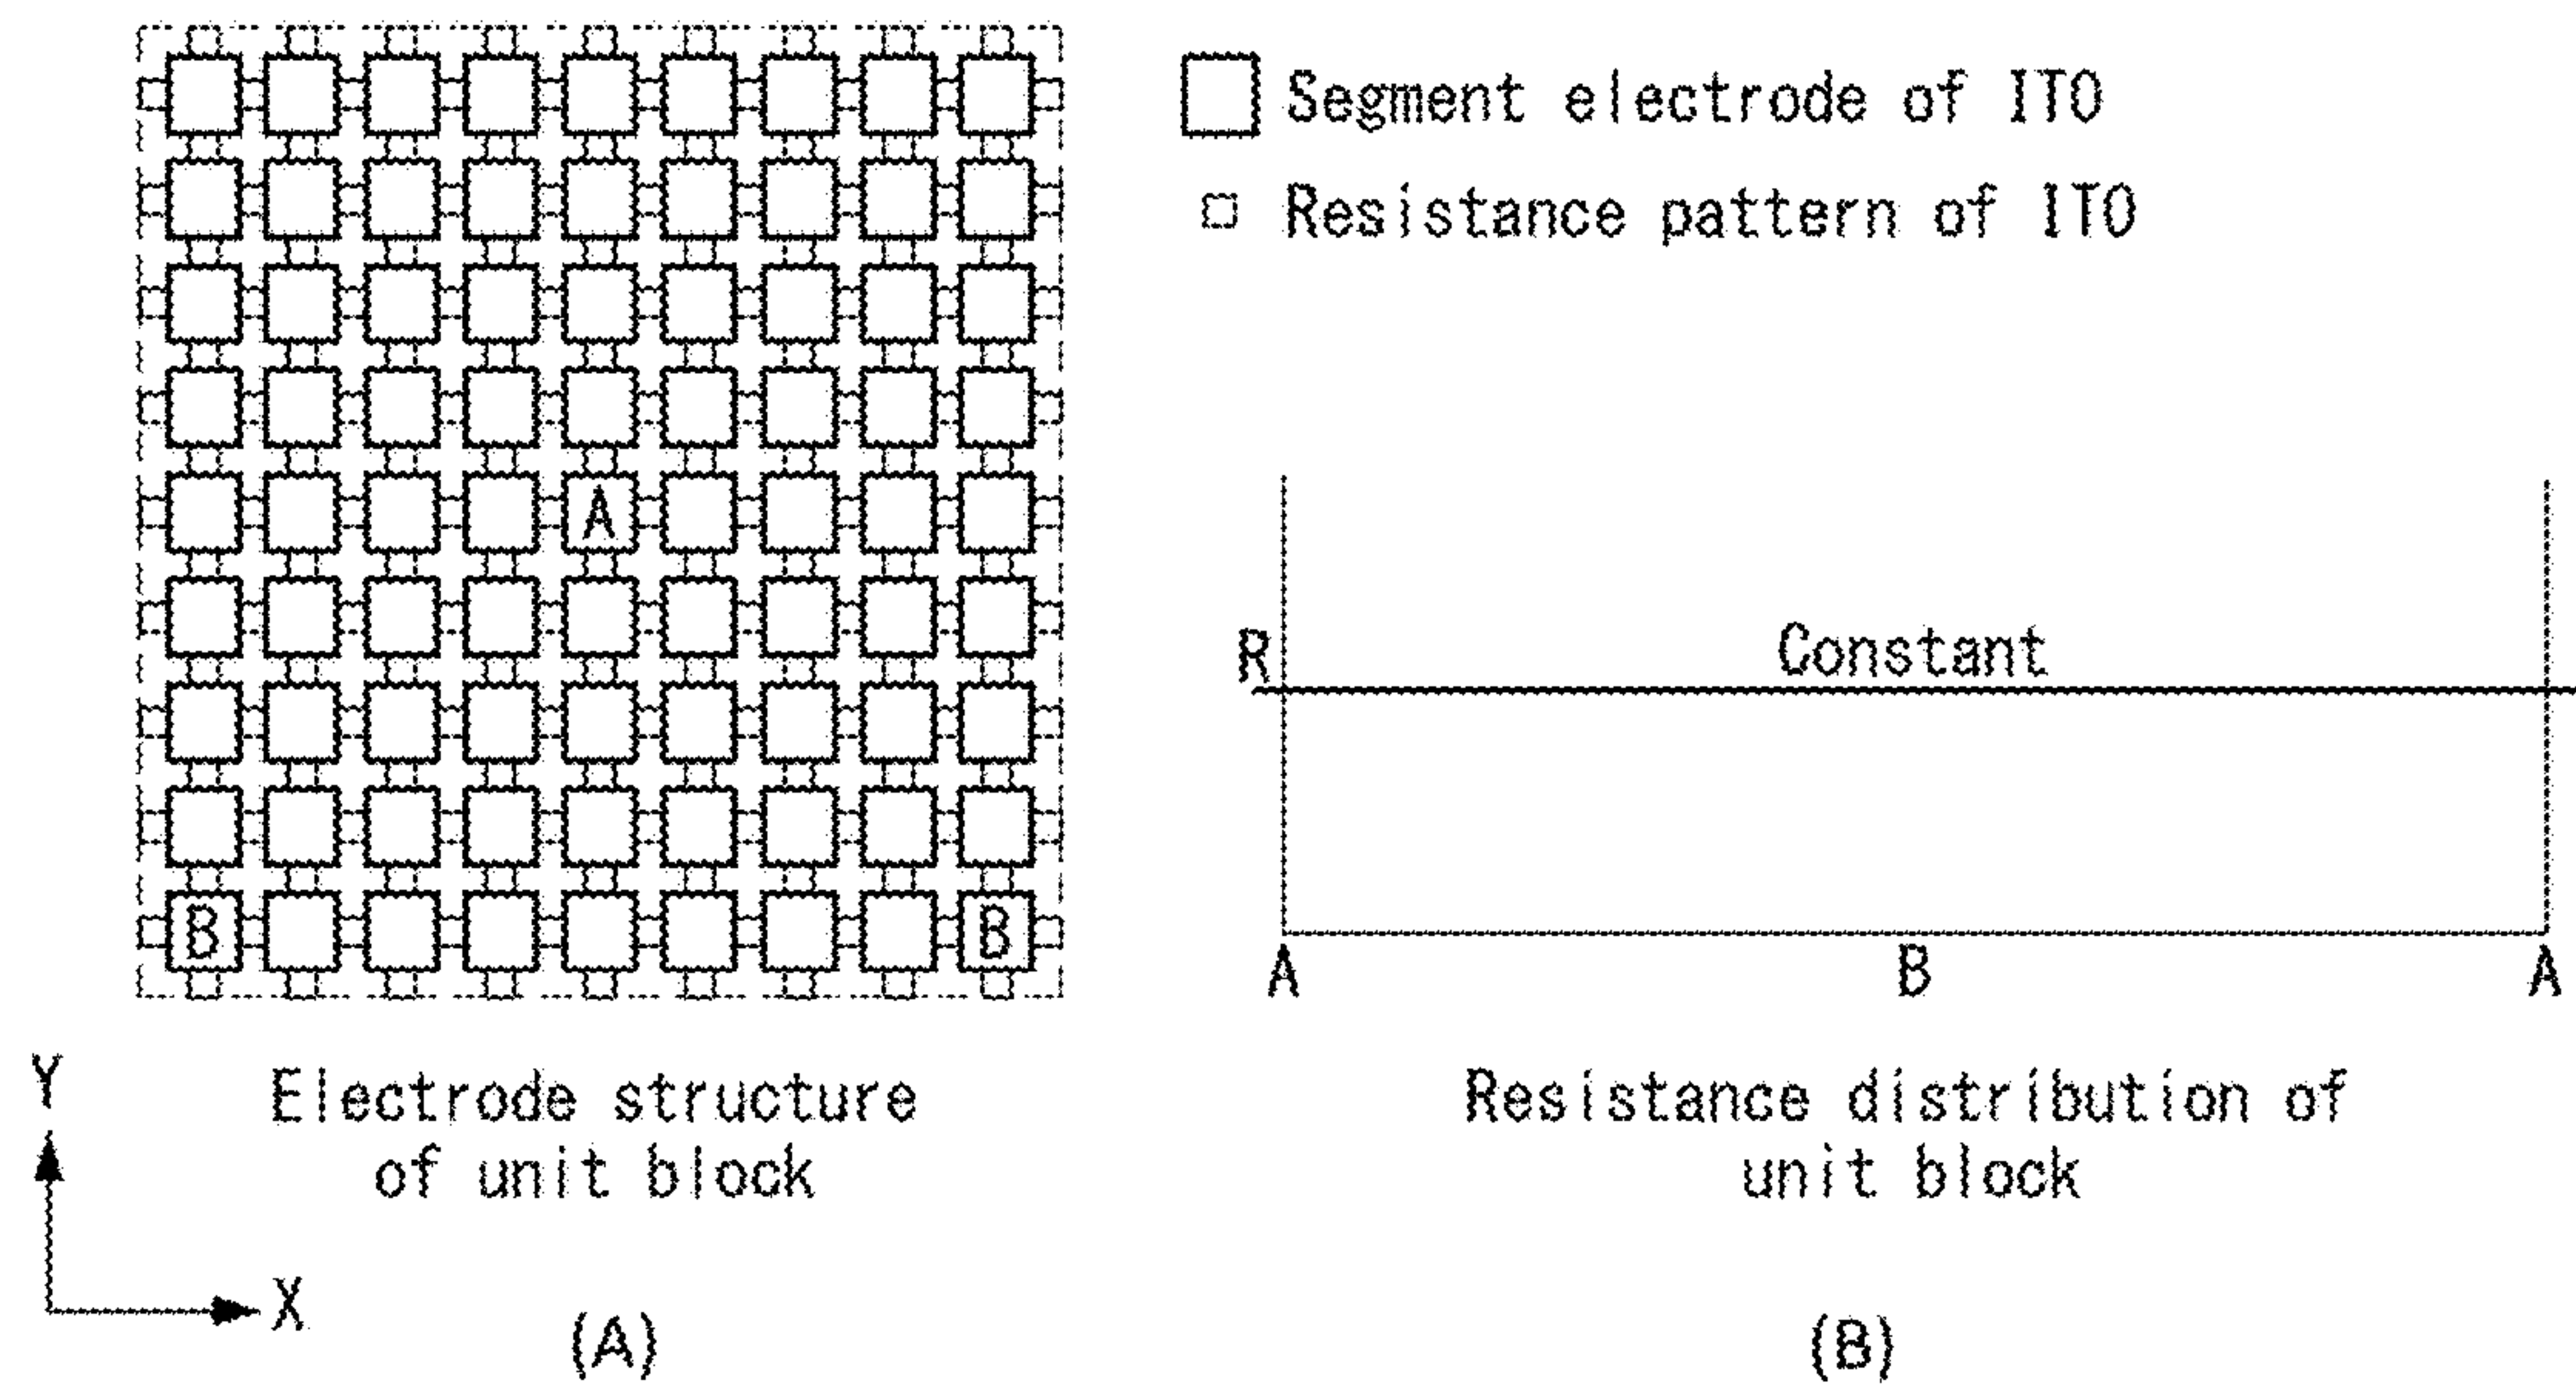 Segment electrode of ITO
Resistance pattern of ITO
A
B
B
R
Constant
A
B
A
Y
X
Electrode structure
of unit block
(A)
Resistance distribution of
unit block
(B)